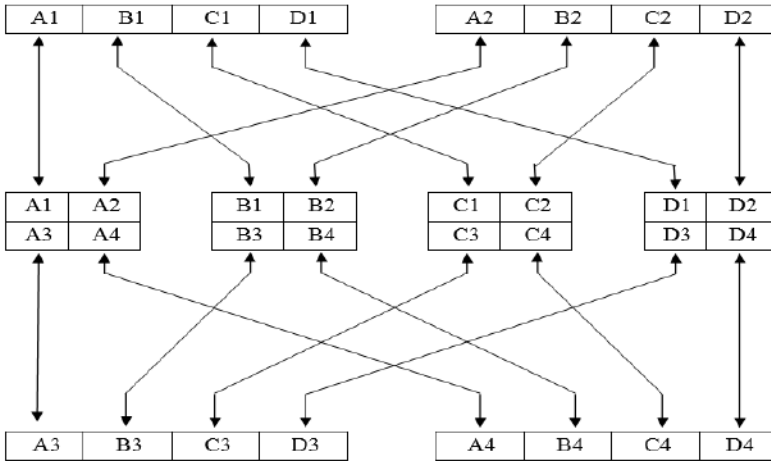 A1 B1 C1 D1 A2 B2 C2 D2
A1 A2 B1 B2 C1 C2 D1 D2
A3 A4 B3 B4 C3 C4 D3 D4
A3 B3 C3 D3 A4 B4 C4 D4